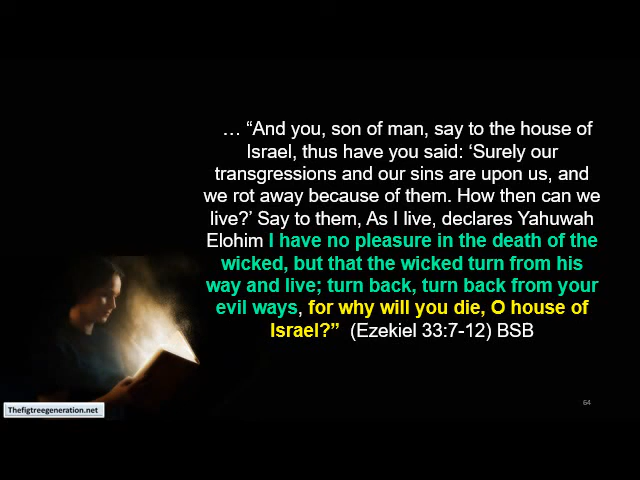 … “And you, son of man, say to the house of
Israel, thus have you said: ‘Surely our
transgressions and our sins are upon us, and
we rot away because of them. How then can we
live?’ Say to them, As I live, declares Yahuwah
Elohim I have no pleasure in the death of the
wicked, but that the wicked turn from his
way and live; turn back, turn back from your
evil ways, for why will you die, O house of
Israel?” (Ezekiel 33:7-12) BSB
Thefigtreegeneration.net
64